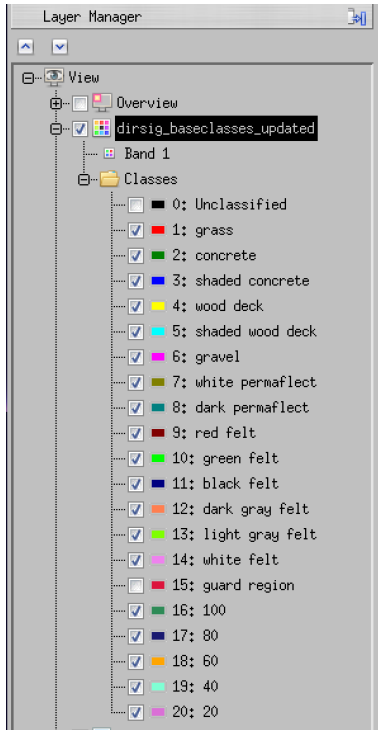 Layer Manager
View
Overview
dirsig_baseclasses_updated
Band 1
Classes
0: Unclassified
1: grass
2: concrete
3: shaded concrete
4: wood deck
5: shaded wood deck
6: gravel
7: white permaflect
8: dark permaflect
9: red felt
10: green felt
11: black felt
12: dark gray felt
13: light gray felt
14: white felt
15: guard region
16: 100
17: 80
18: 60
19: 40
20: 20